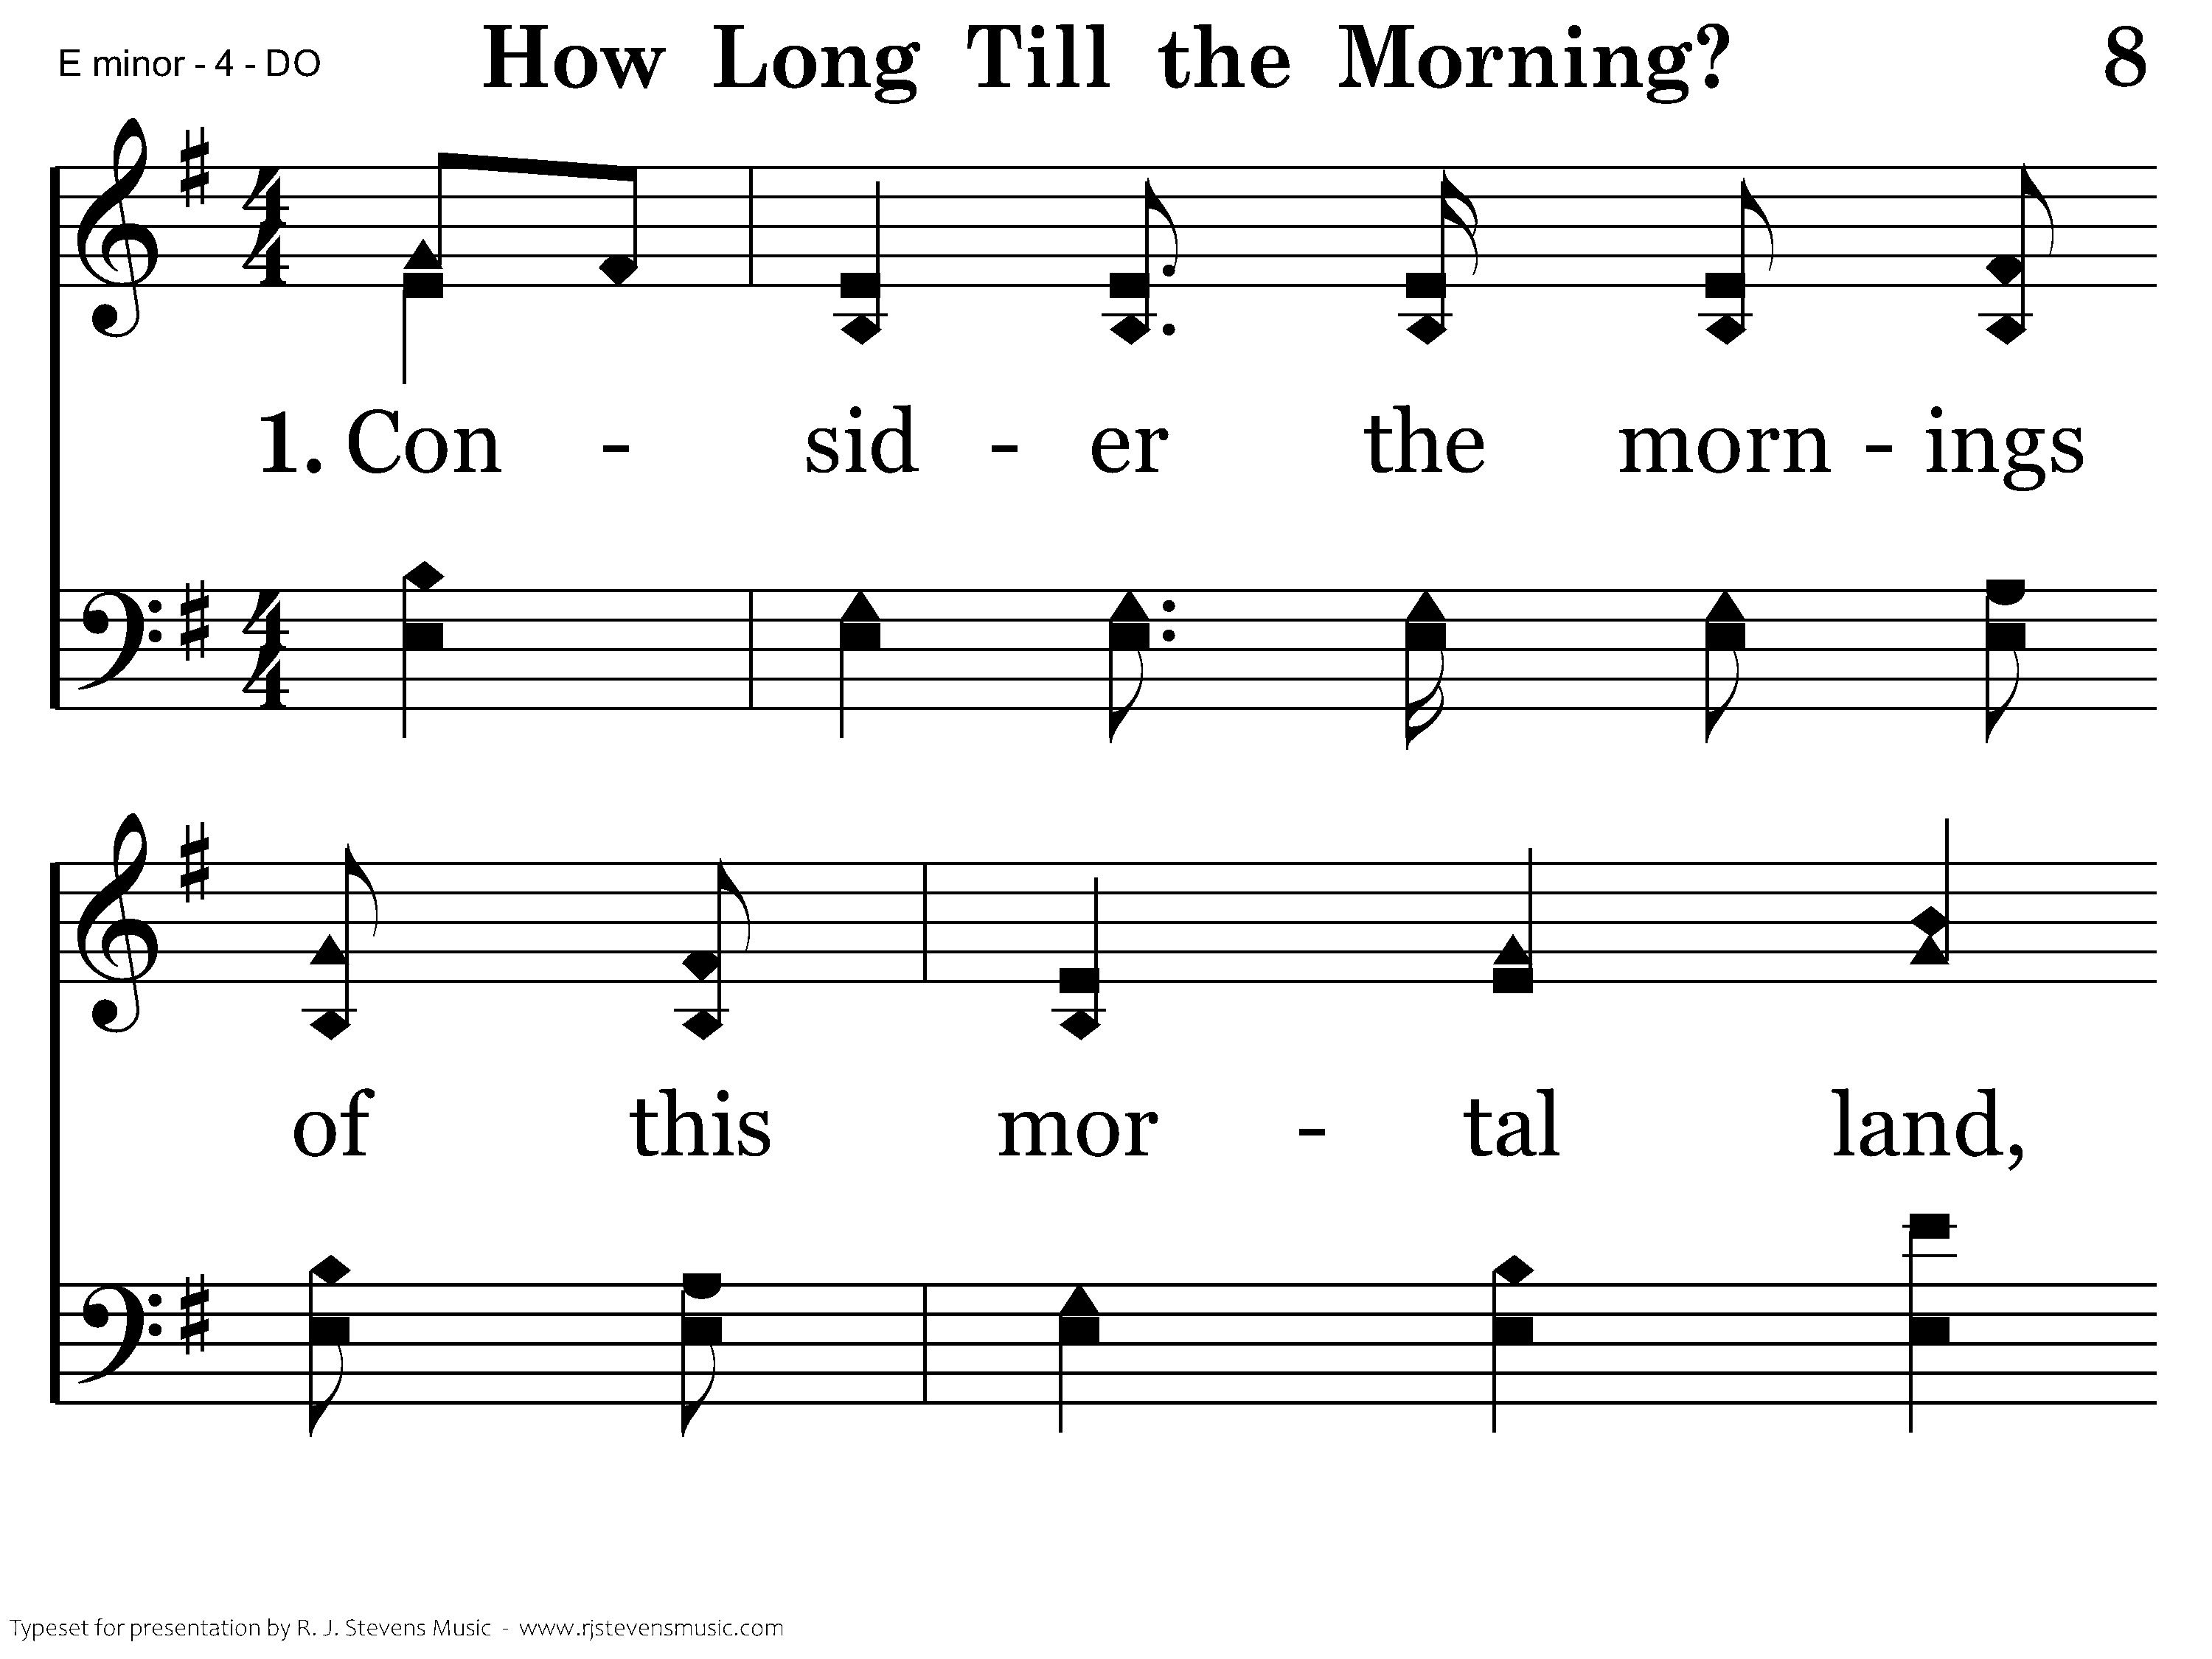 E minor - 4 - DO How Long Till the Morning? 8
1. Con - sid - er the morn - ings
of this mor - tal land,
Typeset for presentation by R. J. Stevens Music - www.rjstevensmusic.com